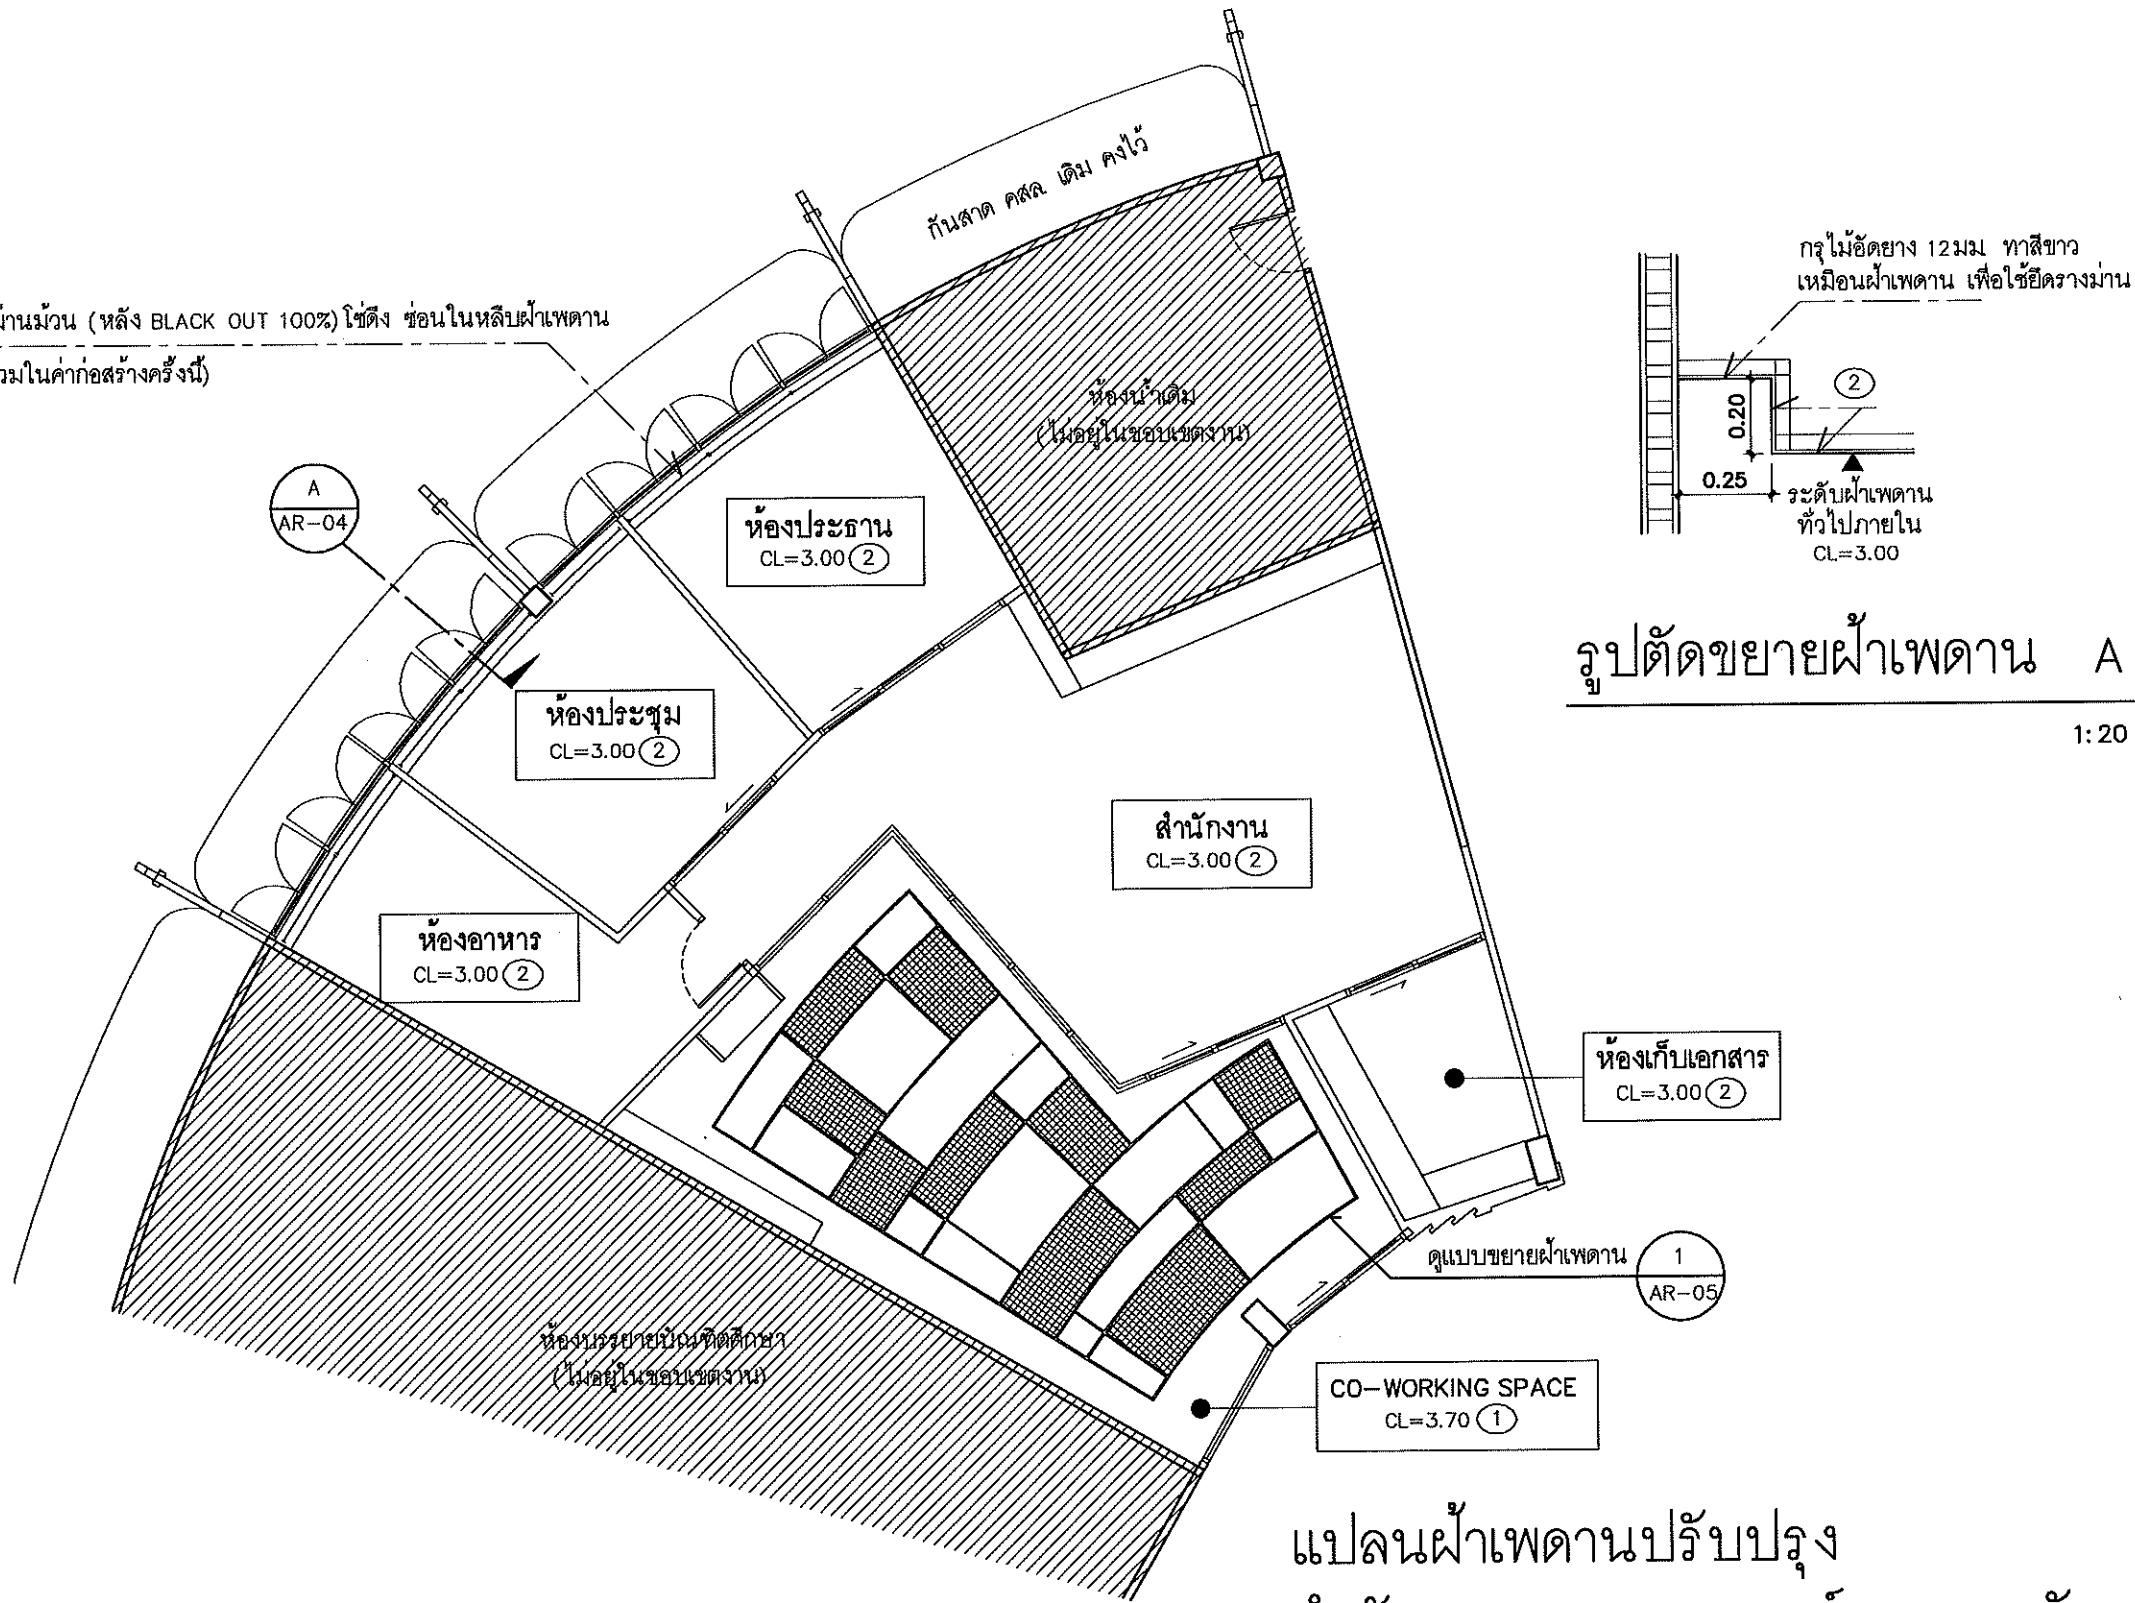 กันสาด คสล. เดิม คงไว้
ม่านม้วน (หลัง BLACK OUT 100%) โซ่ดึง ซ่อนในหลืบฝ้าเพดาน
วมในค่าก่อสร้างครั้งนี้)
A
AR-04
ห้องน้ำเดิม
(ไม่อยู่ในขอบเขตงาน)
ห้องประธาน
CL=3.00 2
ห้องประชุม
CL=3.00 2
สำนักงาน
CL=3.00 2
ห้องอาหาร
CL=3.00 2
ห้องเก็บเอกสาร
CL=3.00 2
ดูแบบขยายฝ้าเพดาน
1
AR-05
ห้องบรรยายบัณฑิตศึกษา
(ไม่อยู่ในขอบเขตงาน)
CO-WORKING SPACE
CL=3.70 1
กรุไม้อัดยาง 12มม. ทาสีขาว
เหมือนฝ้าเพดาน เพื่อใช้ยึดรางม่าน
2
0.20
0.25
ระดับฝ้าเพดาน
ทั่วไปภายใน
CL=3.00
รูปตัดขยายฝ้าเพดาน A
1:20
แปลนฝ้าเพดานปรับปรุง